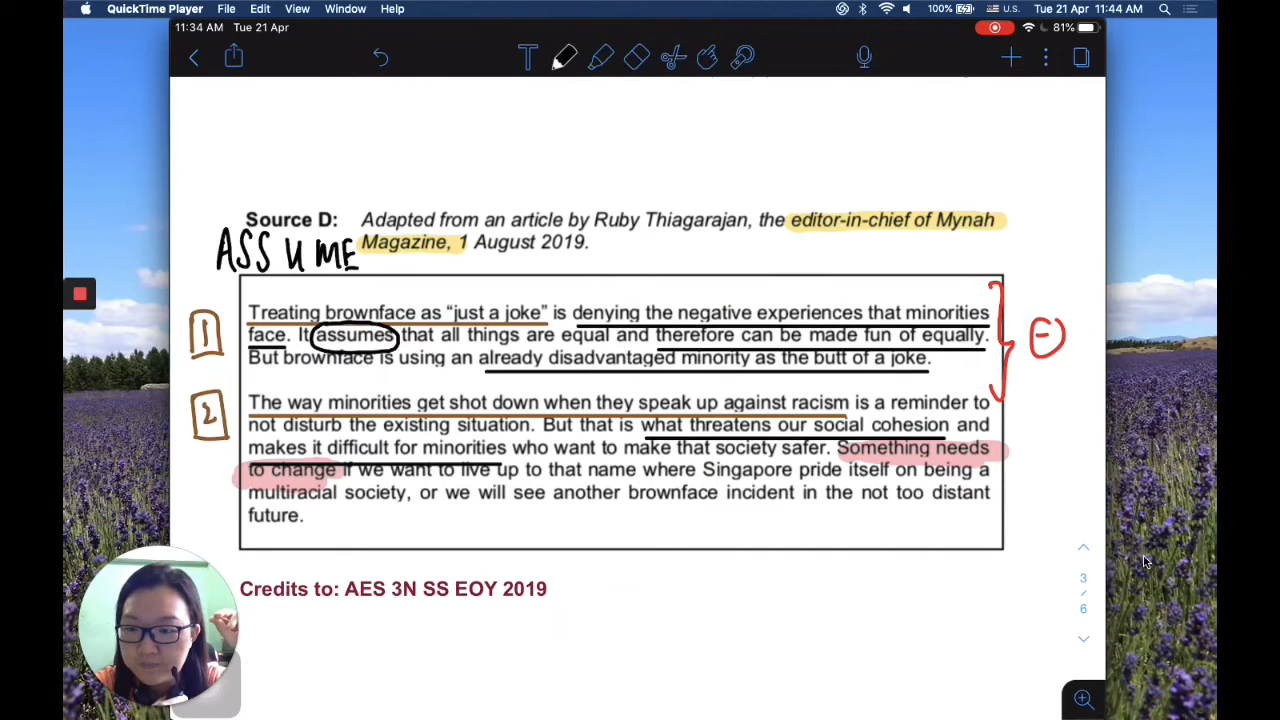 QuickTime Player File Edit View Window Help 100% U.S. Tue 21 Apr 11:44 AM
11:34 AM Tue 21 Apr 81%
T
Source D: Adapted from an article by Ruby Thiagarajan, the editor-in-chief of Mynah
Magazine, 1 August 2019.
ASSUME
Treating brownface as “just a joke” is denying the negative experiences that minorities
face. It assumes that all things are equal and therefore can be made fun of equally.
But brownface is using an already disadvantaged minority as the butt of a joke.
1
The way minorities get shot down when they speak up against racism is a reminder to
not disturb the existing situation. But that is what threatens our social cohesion and
makes it difficult for minorities who want to make that society safer. Something needs
to change if we want to live up to that name where Singapore pride itself on being a
multiracial society, or we will see another brownface incident in the not too distant
future.
2
Credits to: AES 3N SS EOY 2019
3
/
6